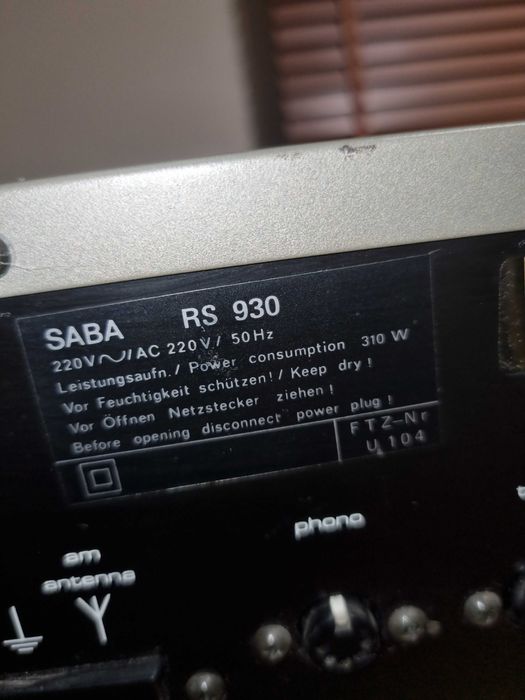 SABA RS 930
220V~/AC 220V/50Hz
Leistungsaufn./Power consumption 310 W
Vor Feuchtigkeit schützen!/Keep dry!
Vor Öffnen Netzstecker ziehen!
Before opening disconnect power plug!
FTZ-Nr
U 104
phono
am
antenna